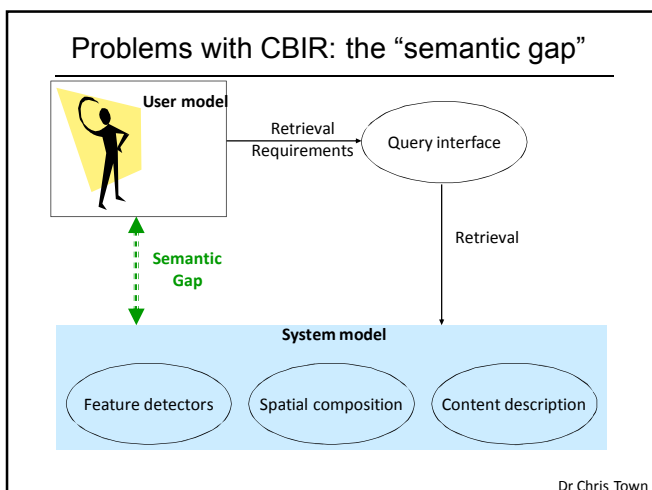 Problems with CBIR: the “semantic gap”
User model
Retrieval
Requirements
Query interface
Retrieval
Semantic
Gap
System model
Feature detectors
Spatial composition
Content description
Dr Chris Town